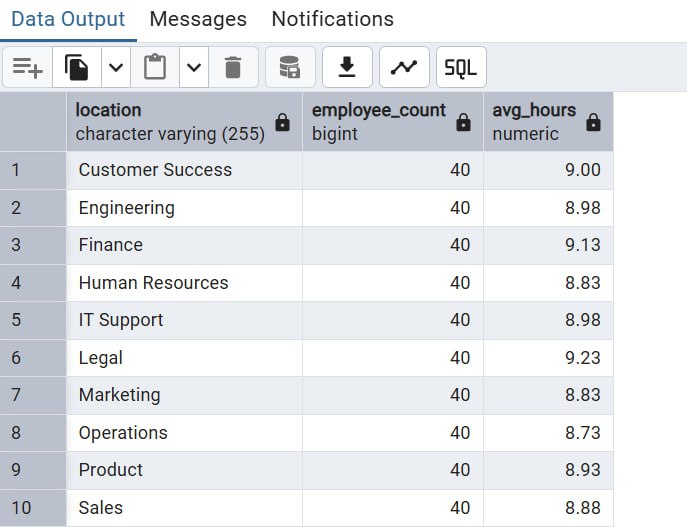 Data Output Messages Notifications
SQL
location employee_count avg_hours
character varying (255) bigint numeric
1 Customer Success 40 9.00
2 Engineering 40 8.98
3 Finance 40 9.13
4 Human Resources 40 8.83
5 IT Support 40 8.98
6 Legal 40 9.23
7 Marketing 40 8.83
8 Operations 40 8.73
9 Product 40 8.93
10 Sales 40 8.88